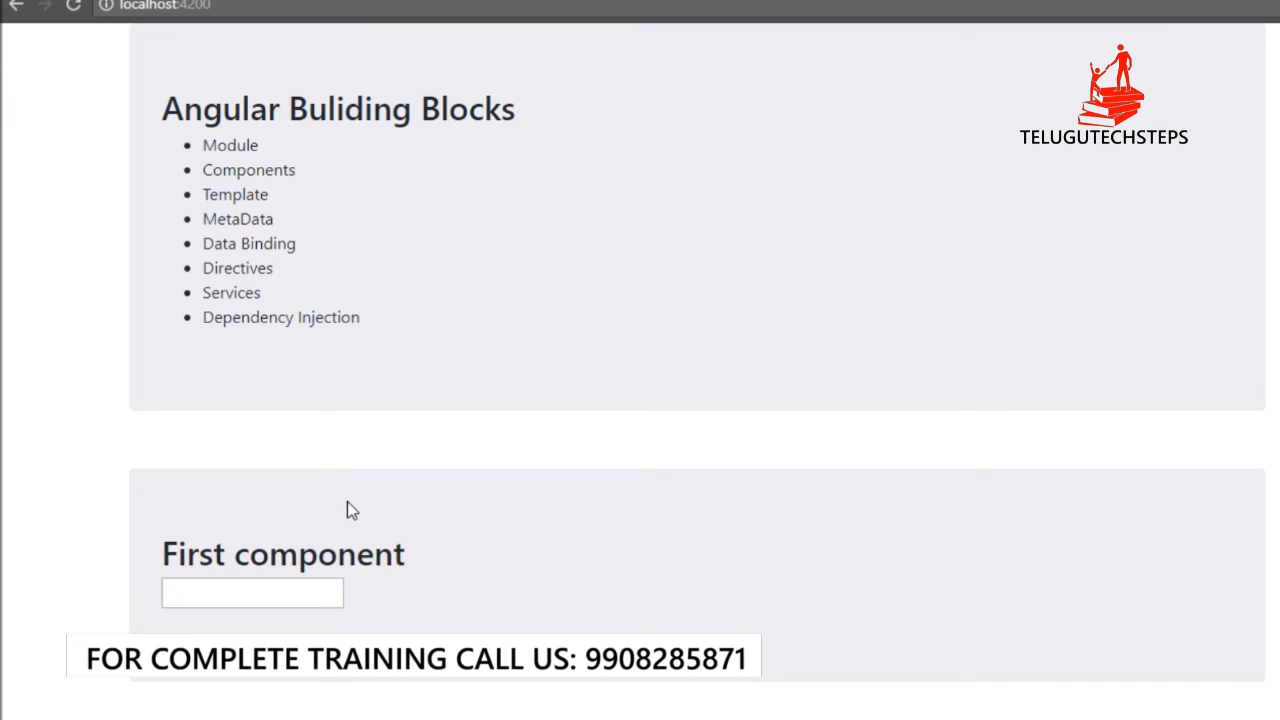 localhost:4200
TELUGUTECHSTEPS
Angular Buliding Blocks
Module
Components
Template
MetaData
Data Binding
Directives
Services
Dependency Injection
First component
FOR COMPLETE TRAINING CALL US: 9908285871